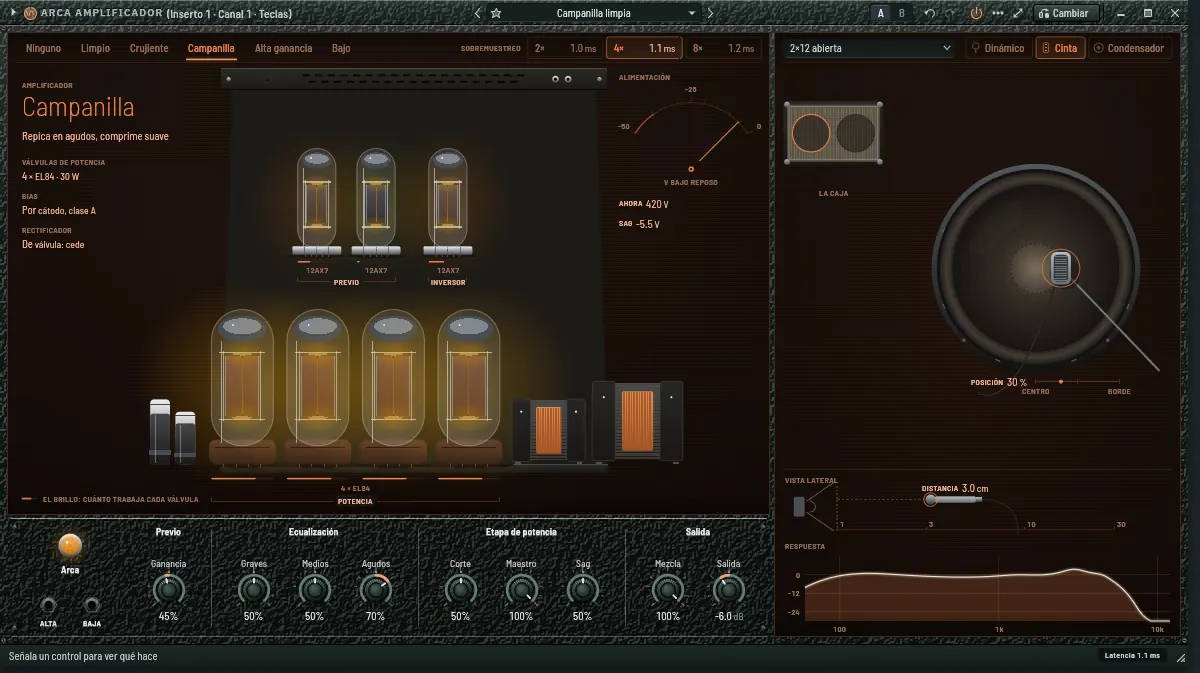 ARCA AMPLIFICADOR (Inserto 1 · Canal 1 · Teclas)
Campanilla limpia
A B
Cambiar
Ninguno Limpio Crujiente Campanilla Alta ganancia Bajo
SOBREMUESTREO 2× 1.0 ms 4× 1.1 ms 8× 1.2 ms
AMPLIFICADOR
Campanilla
Repica en agudos, comprime suave
VÁLVULAS DE POTENCIA
4 × EL84 · 30 W
BIAS
Por cátodo, clase A
RECTIFICADOR
De válvula: cede
12AX7 12AX7 12AX7
PREVIO INVERSOR
4 × EL84
POTENCIA
EL BRILLO: CUÁNTO TRABAJA CADA VÁLVULA
ALIMENTACIÓN
-25
-50 0
V BAJO REPOSO
AHORA 420 V
SAG -5.5 V
2×12 abierta
Dinámico Cinta Condensador
LA CAJA
POSICIÓN 30 %
CENTRO BORDE
VISTA LATERAL
DISTANCIA 3.0 cm
1 3 10 30
RESPUESTA
0
-12
-24
100 1k 10k
Arca
ALTA BAJA
Previo
Ganancia
45%
Ecualización
Graves Medios Agudos
50% 50% 70%
Etapa de potencia
Corte Maestro Sag
50% 100% 50%
Salida
Mezcla Salida
100% -6.0 dB
Señala un control para ver qué hace
Latencia 1.1 ms